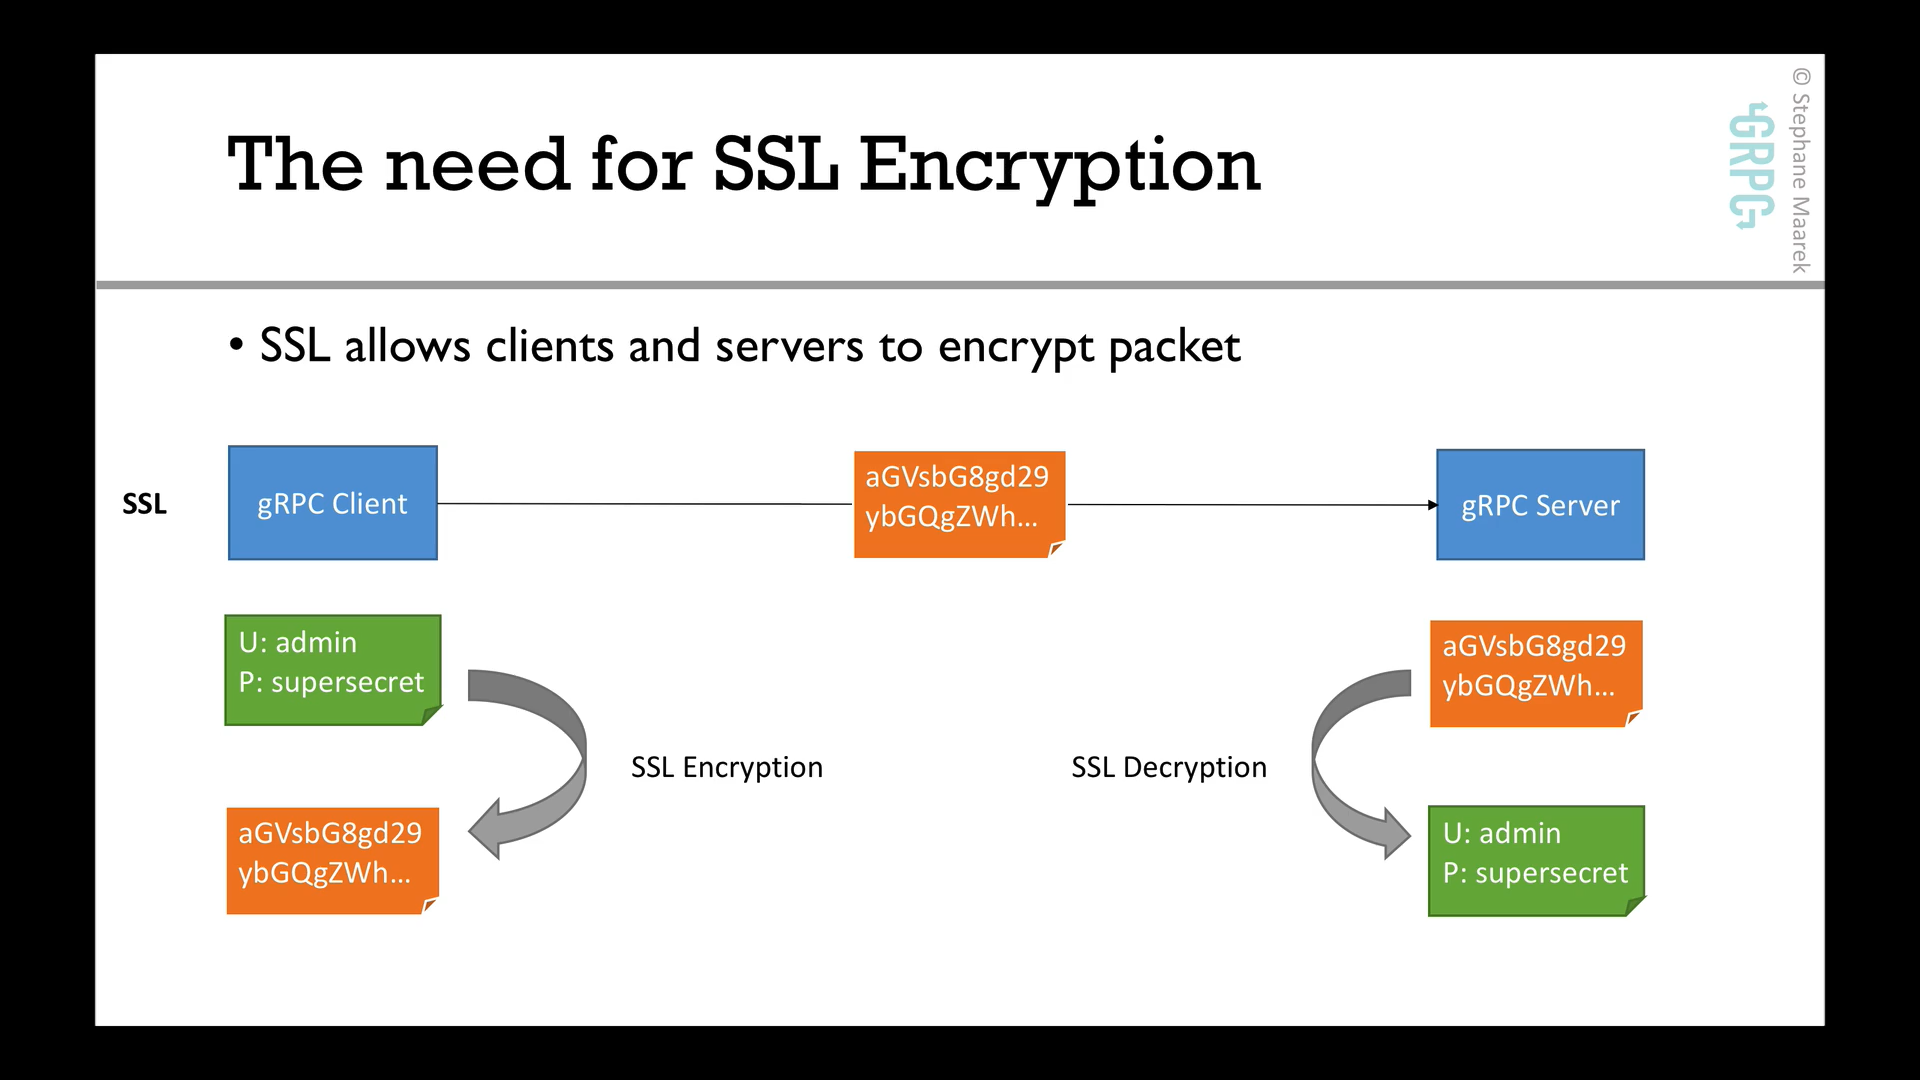 The need for SSL Encryption
© Stephane Maarek
GRPC
• SSL allows clients and servers to encrypt packet
SSL
gRPC Client
aGVsbG8gd29
ybGQgZWh...
gRPC Server
U: admin
P: supersecret
SSL Encryption
aGVsbG8gd29
ybGQgZWh...
aGVsbG8gd29
ybGQgZWh...
SSL Decryption
U: admin
P: supersecret